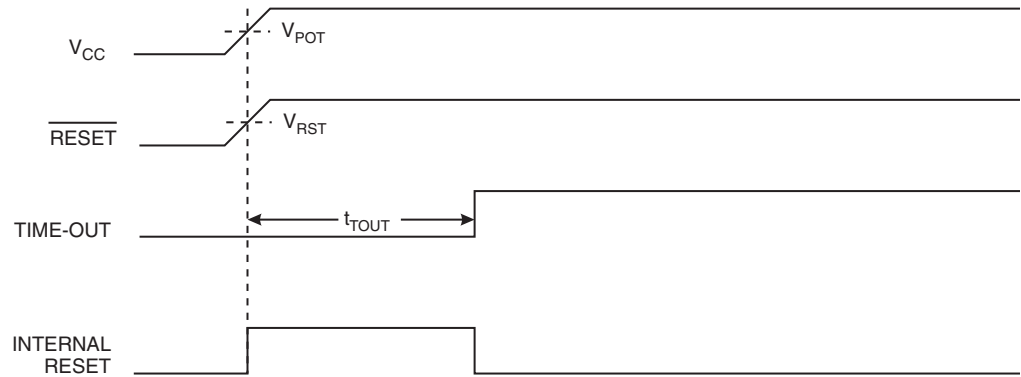 V_CC
V_POT
RESET
V_RST
TIME-OUT
t_TOUT
INTERNAL
RESET